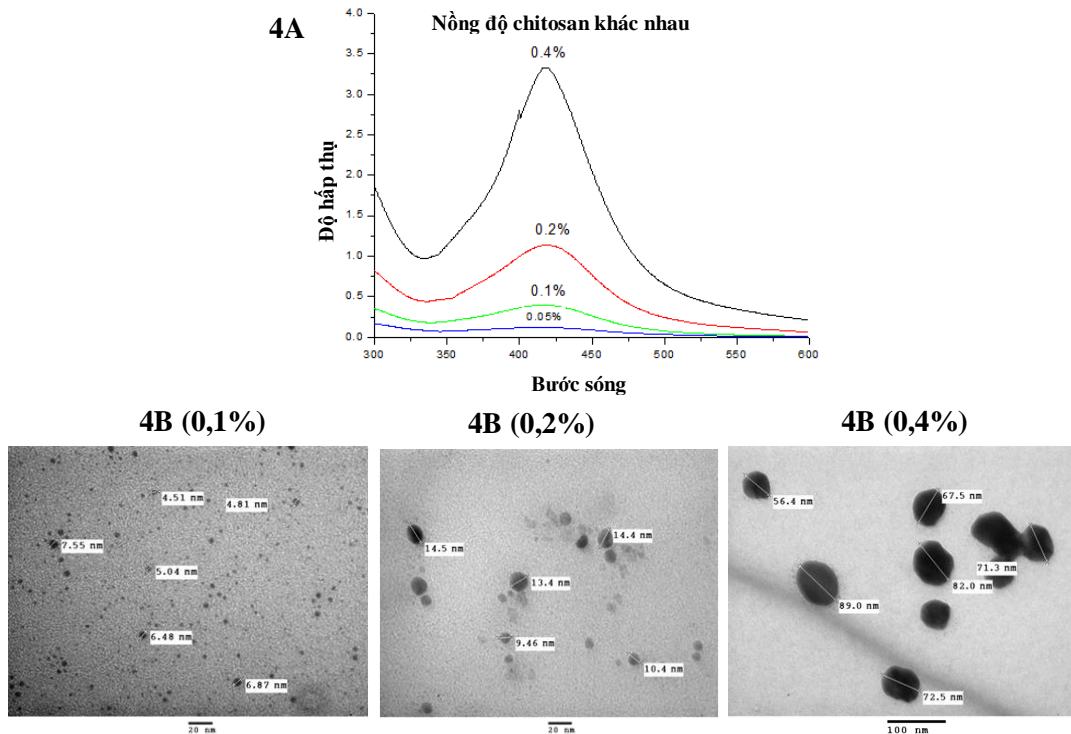 4A
Nồng độ chitosan khác nhau
4.0
3.5
3.0
2.5
2.0
1.5
1.0
0.5
0.0
Độ hấp thụ
0.4%
0.2%
0.1%
0.05%
300
350
400
450
500
550
600
Bước sóng
4B (0,1%)
4.51 nm
4.81 nm
7.55 nm
5.04 nm
6.48 nm
6.87 nm
20 nm
4B (0,2%)
14.5 nm
14.4 nm
13.4 nm
9.46 nm
10.4 nm
20 nm
4B (0,4%)
56.4 nm
67.5 nm
71.3 nm
82.0 nm
89.0 nm
72.5 nm
100 nm